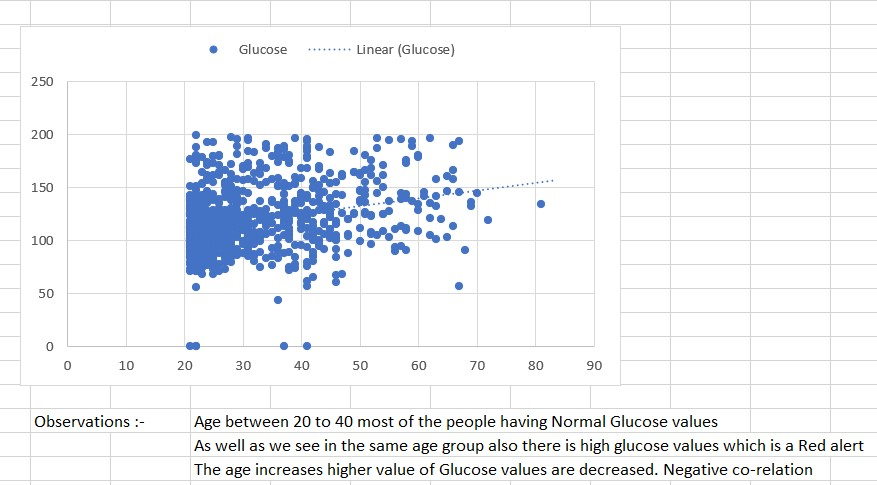 Glucose Linear (Glucose)
250
200
150
100
50
0
0 10 20 30 40 50 60 70 80 90
Observations :- Age between 20 to 40 most of the people having Normal Glucose values
As well as we see in the same age group also there is high glucose values which is a Red alert
The age increases higher value of Glucose values are decreased. Negative co-relation